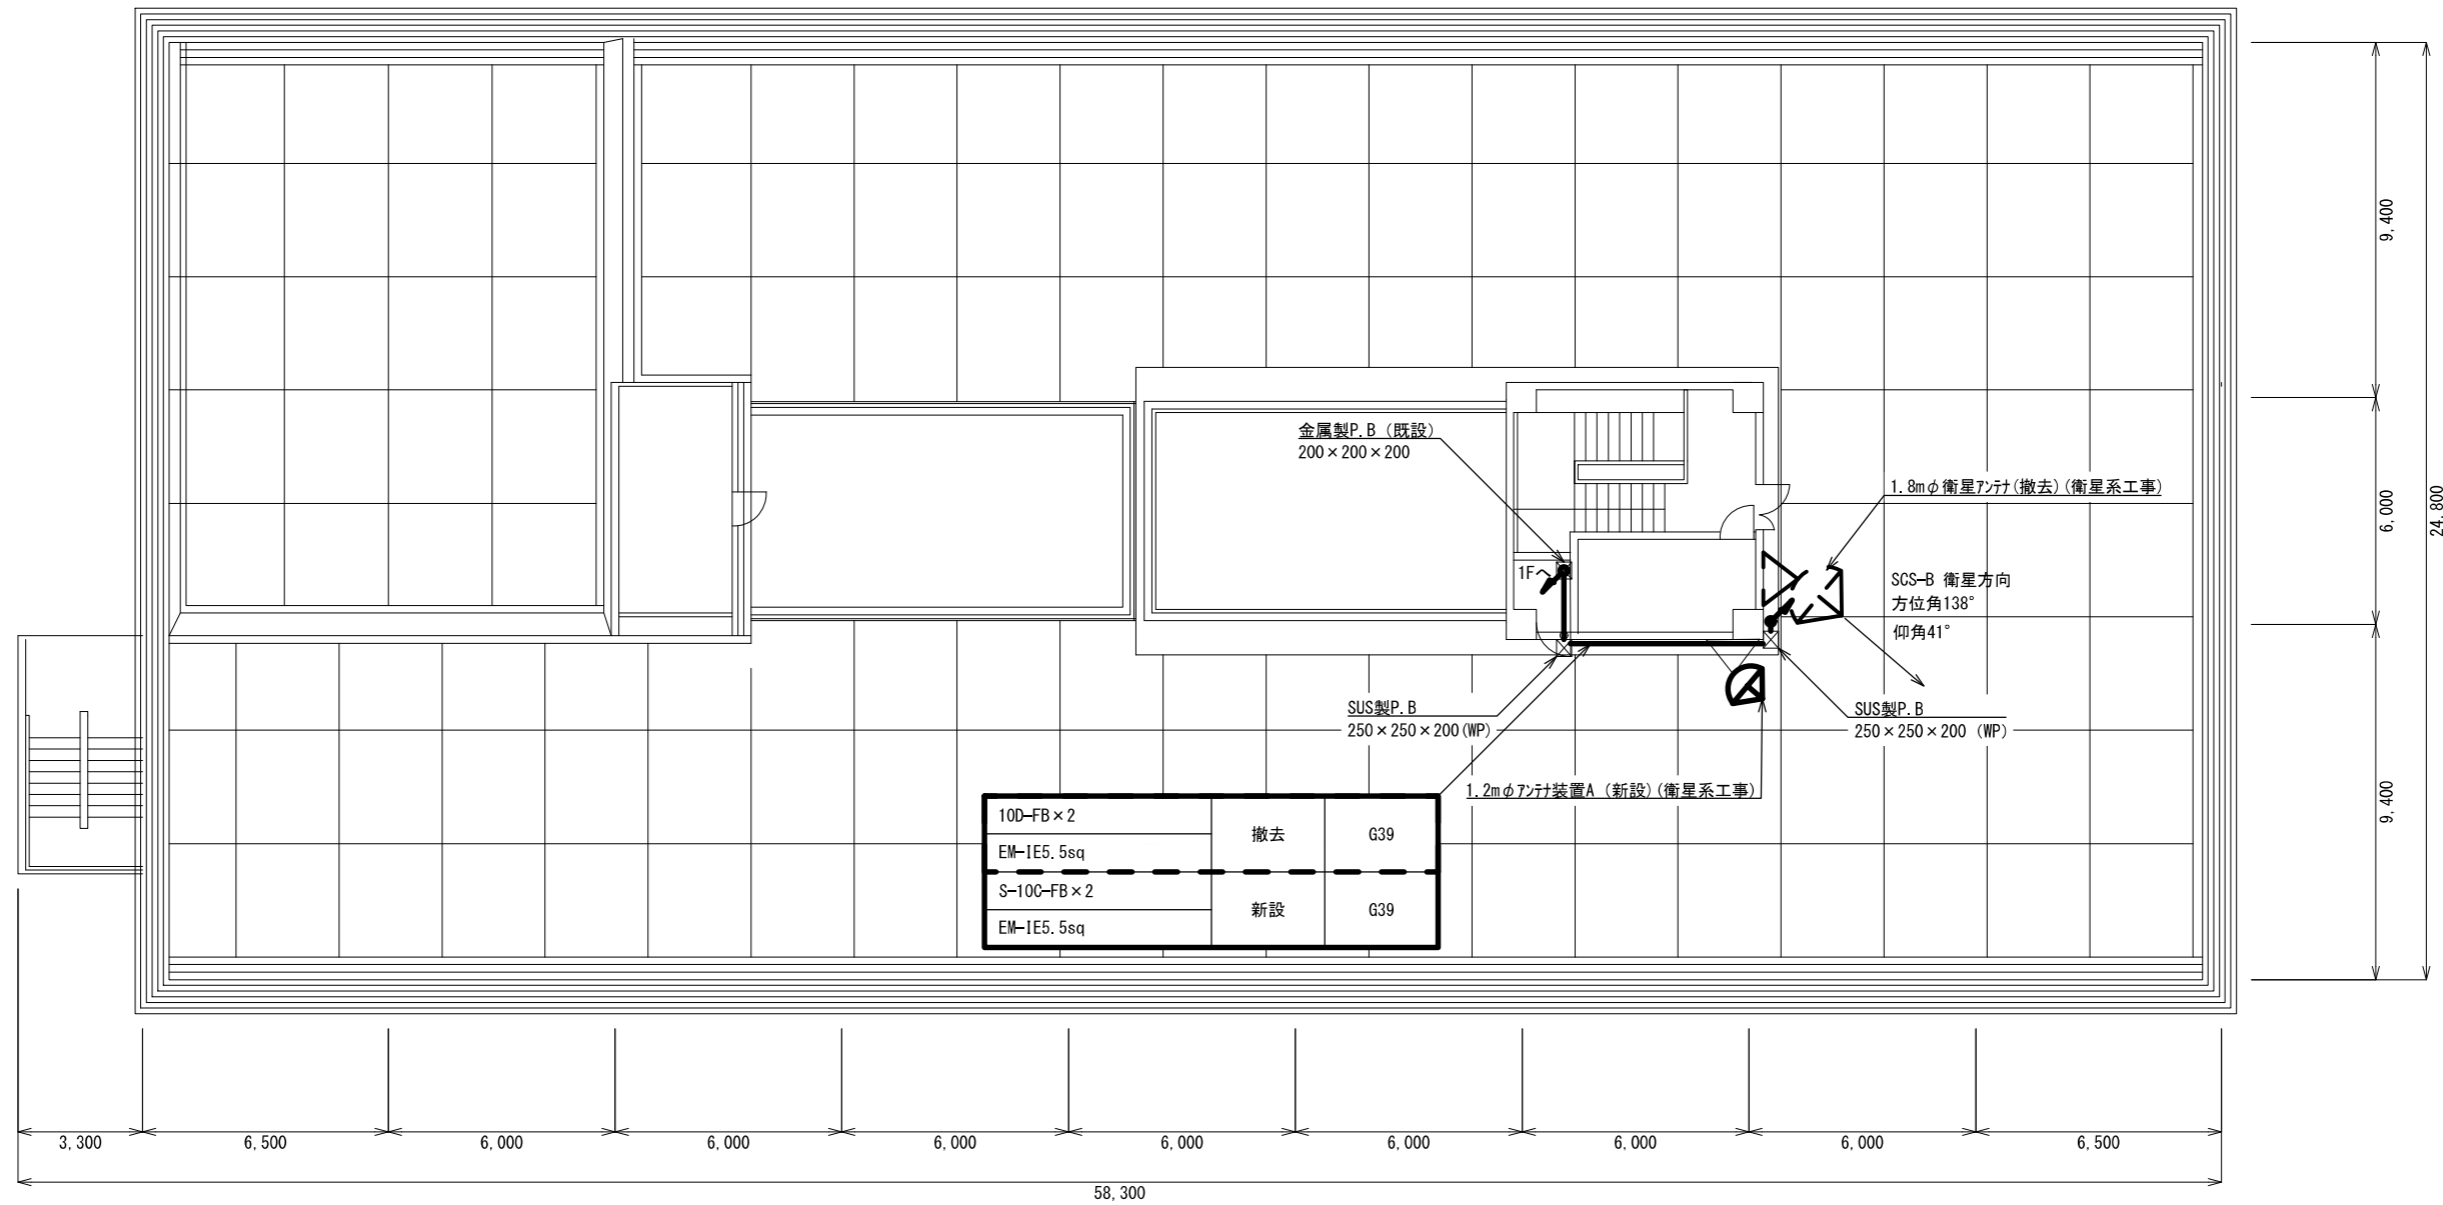 9,400
金属製P.B (既設)
200×200×200
1.8mφ衛星ｱﾝﾃﾅ(撤去)(衛星系工事)
6,000
24.800
1Fへ
SCS-B 衛星方向
方位角138°
仰角41°
SUS製P.B
250×250×200(WP)
SUS製P.B
250×250×200 (WP)
1.2mφｱﾝﾃﾅ装置A (新設)(衛星系工事)
9,400
10D-FB×2
撤去
G39
EM-IE5.5sq
S-10C-FB×2
新設
G39
EM-IE5.5sq
3,300
6,500
6,000
6,000
6,000
6,000
6,000
6,000
6,000
6,500
58,300